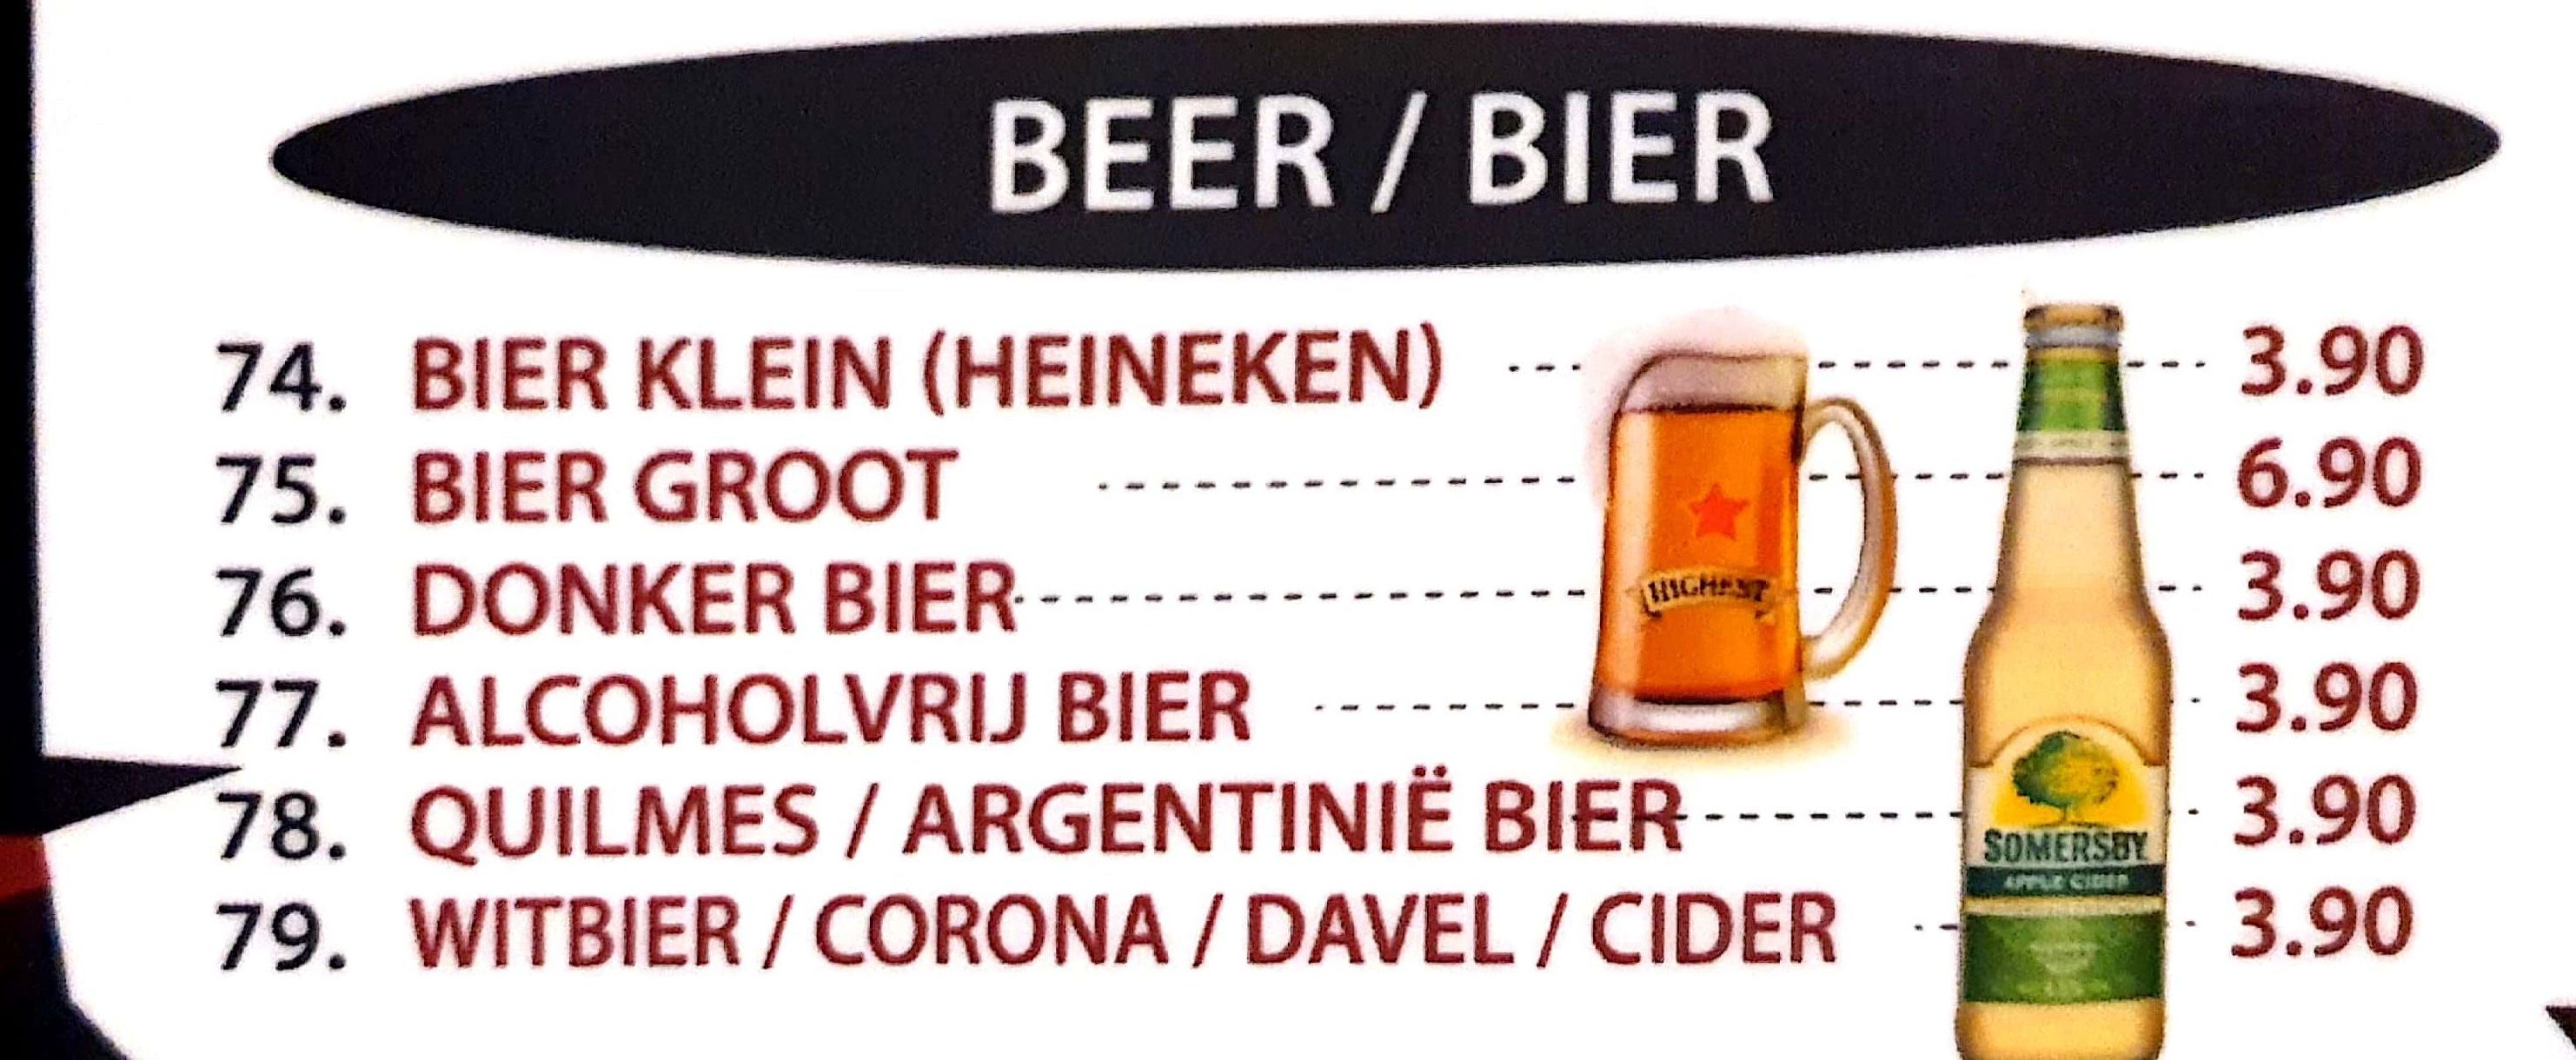 BEER / BIER
74. BIER KLEIN (HEINEKEN) 3.90
75. BIER GROOT 6.90
76. DONKER BIER 3.90
77. ALCOHOLVRIJ BIER 3.90
78. QUILMES / ARGENTINIË BIER 3.90
79. WITBIER / CORONA / DAVEL / CIDER 3.90
HIGHEST
SOMERSBY
APPLE CIDER